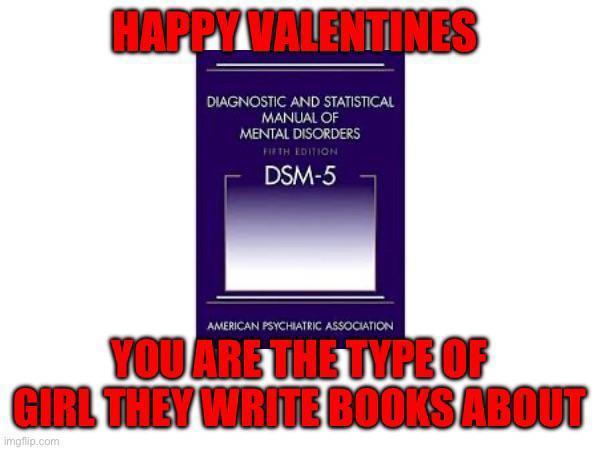 HAPPY VALENTINES
DIAGNOSTIC AND STATISTICAL
MANUAL OF
MENTAL DISORDERS
FIFTH EDITION
DSM-5
AMERICAN PSYCHIATRIC ASSOCIATION
YOU ARE THE TYPE OF
GIRL THEY WRITE BOOKS ABOUT
imgflip.com